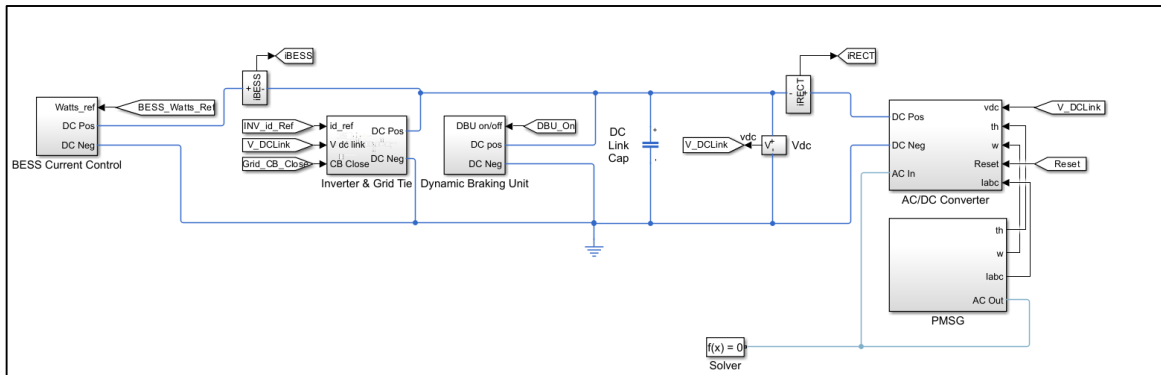 iBESS
iBESS
+ -
Watts_ref
BESS_Watts_Ref
DC Pos
DC Neg
BESS Current Control
INV_id_Ref
V_DCLink
Grid_CB_Close
id_ref
V dc link
CB Close
DC Pos
DC Neg
Inverter & Grid Tie
DBU on/off
DC pos
DC Neg
DBU_On
Dynamic Braking Unit
DC
Link
Cap
+
-
V_DCLink
vdc
V
+
-
Vdc
iRECT
iRECT
- +
DC Pos
DC Neg
AC In
vdc
th
w
Reset
Iabc
V_DCLink
Reset
AC/DC Converter
th
w
Iabc
AC Out
PMSG
f(x) = 0
Solver